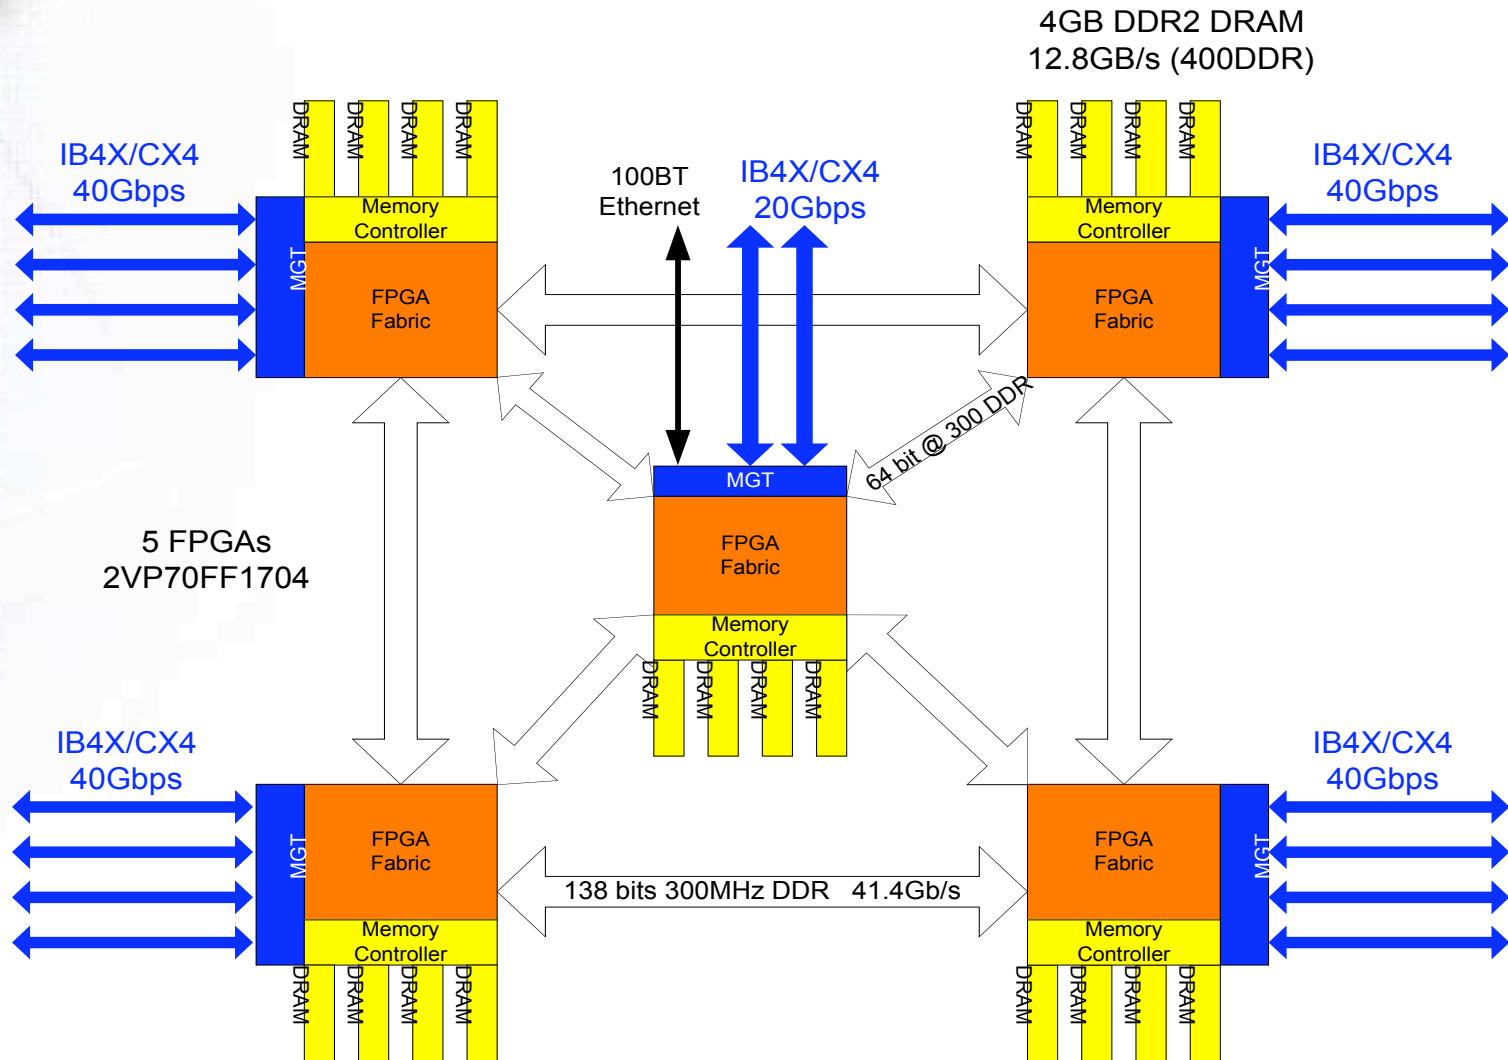 4GB DDR2 DRAM
12.8GB/s (400DDR)
DRAM
DRAM
DRAM
DRAM
DRAM
DRAM
DRAM
DRAM
IB4X/CX4
40Gbps
100BT
Ethernet
IB4X/CX4
20Gbps
IB4X/CX4
40Gbps
Memory
Controller
MGT
FPGA
Fabric
Memory
Controller
MGT
FPGA
Fabric
64 bit @ 300 DDR
MGT
FPGA
Fabric
Memory
Controller
DRAM
DRAM
DRAM
DRAM
5 FPGAs
2VP70FF1704
IB4X/CX4
40Gbps
IB4X/CX4
40Gbps
MGT
FPGA
Fabric
Memory
Controller
138 bits 300MHz DDR 41.4Gb/s
FPGA
Fabric
MGT
Memory
Controller
DRAM
DRAM
DRAM
DRAM
DRAM
DRAM
DRAM
DRAM